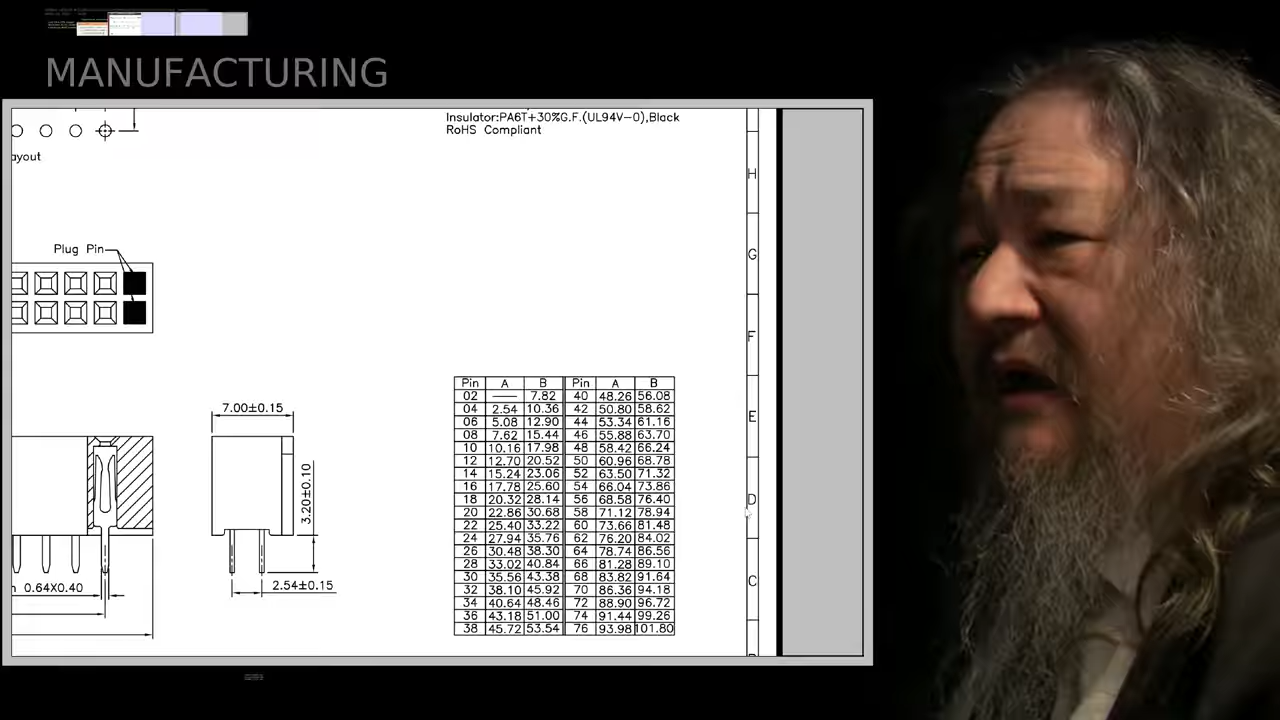 MANUFACTURING
Insulator:PA6T+30%G.F.(UL94V-0),Black
RoHS Compliant
ayout
H
Plug Pin
G
F
E
D
C
7.00±0.15
3.20±0.10
2.54±0.15
0.64X0.40
Pin A B Pin A B
02 —— 7.82 40 48.26 56.08
04 2.54 10.36 42 50.80 58.62
06 5.08 12.90 44 53.34 61.16
08 7.62 15.44 46 55.88 63.70
10 10.16 17.98 48 58.42 66.24
12 12.70 20.52 50 60.96 68.78
14 15.24 23.06 52 63.50 71.32
16 17.78 25.60 54 66.04 73.86
18 20.32 28.14 56 68.58 76.40
20 22.86 30.68 58 71.12 78.94
22 25.40 33.22 60 73.66 81.48
24 27.94 35.76 62 76.20 84.02
26 30.48 38.30 64 78.74 86.56
28 33.02 40.84 66 81.28 89.10
30 35.56 43.38 68 83.82 91.64
32 38.10 45.92 70 86.36 94.18
34 40.64 48.46 72 88.90 96.72
36 43.18 51.00 74 91.44 99.26
38 45.72 53.54 76 93.98 101.80